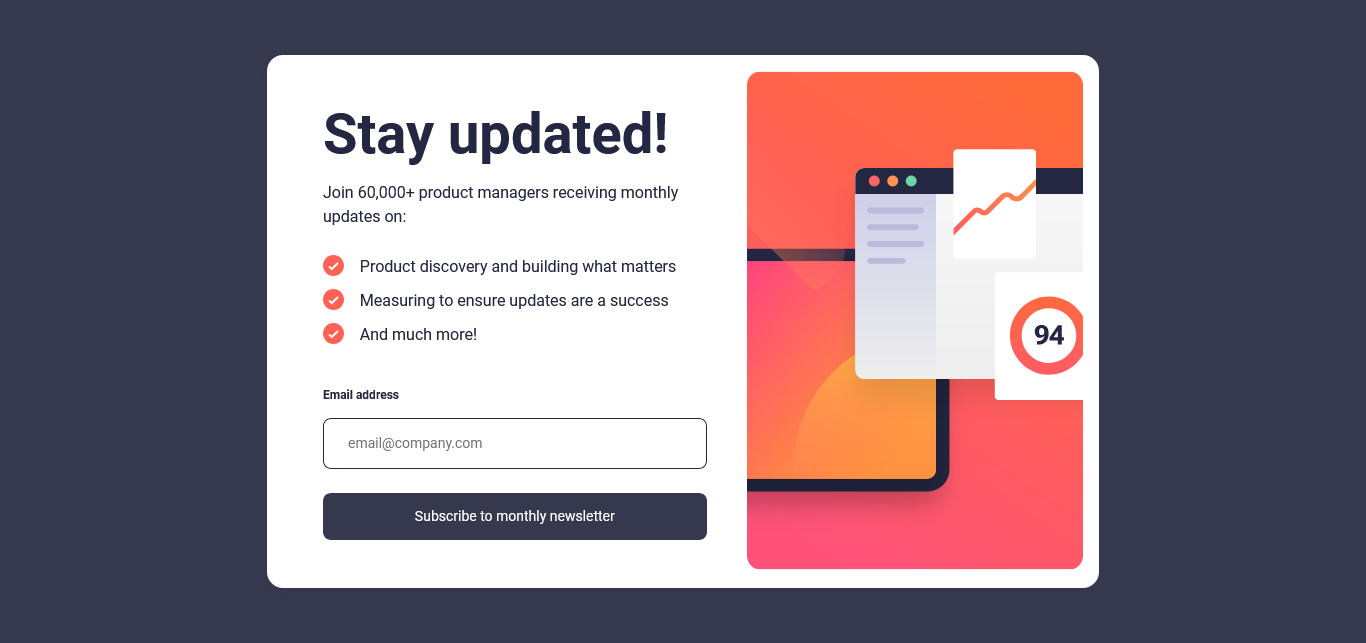 Stay updated!
Join 60,000+ product managers receiving monthly
updates on:
Product discovery and building what matters
Measuring to ensure updates are a success
And much more!
Email address
email@company.com
Subscribe to monthly newsletter
94